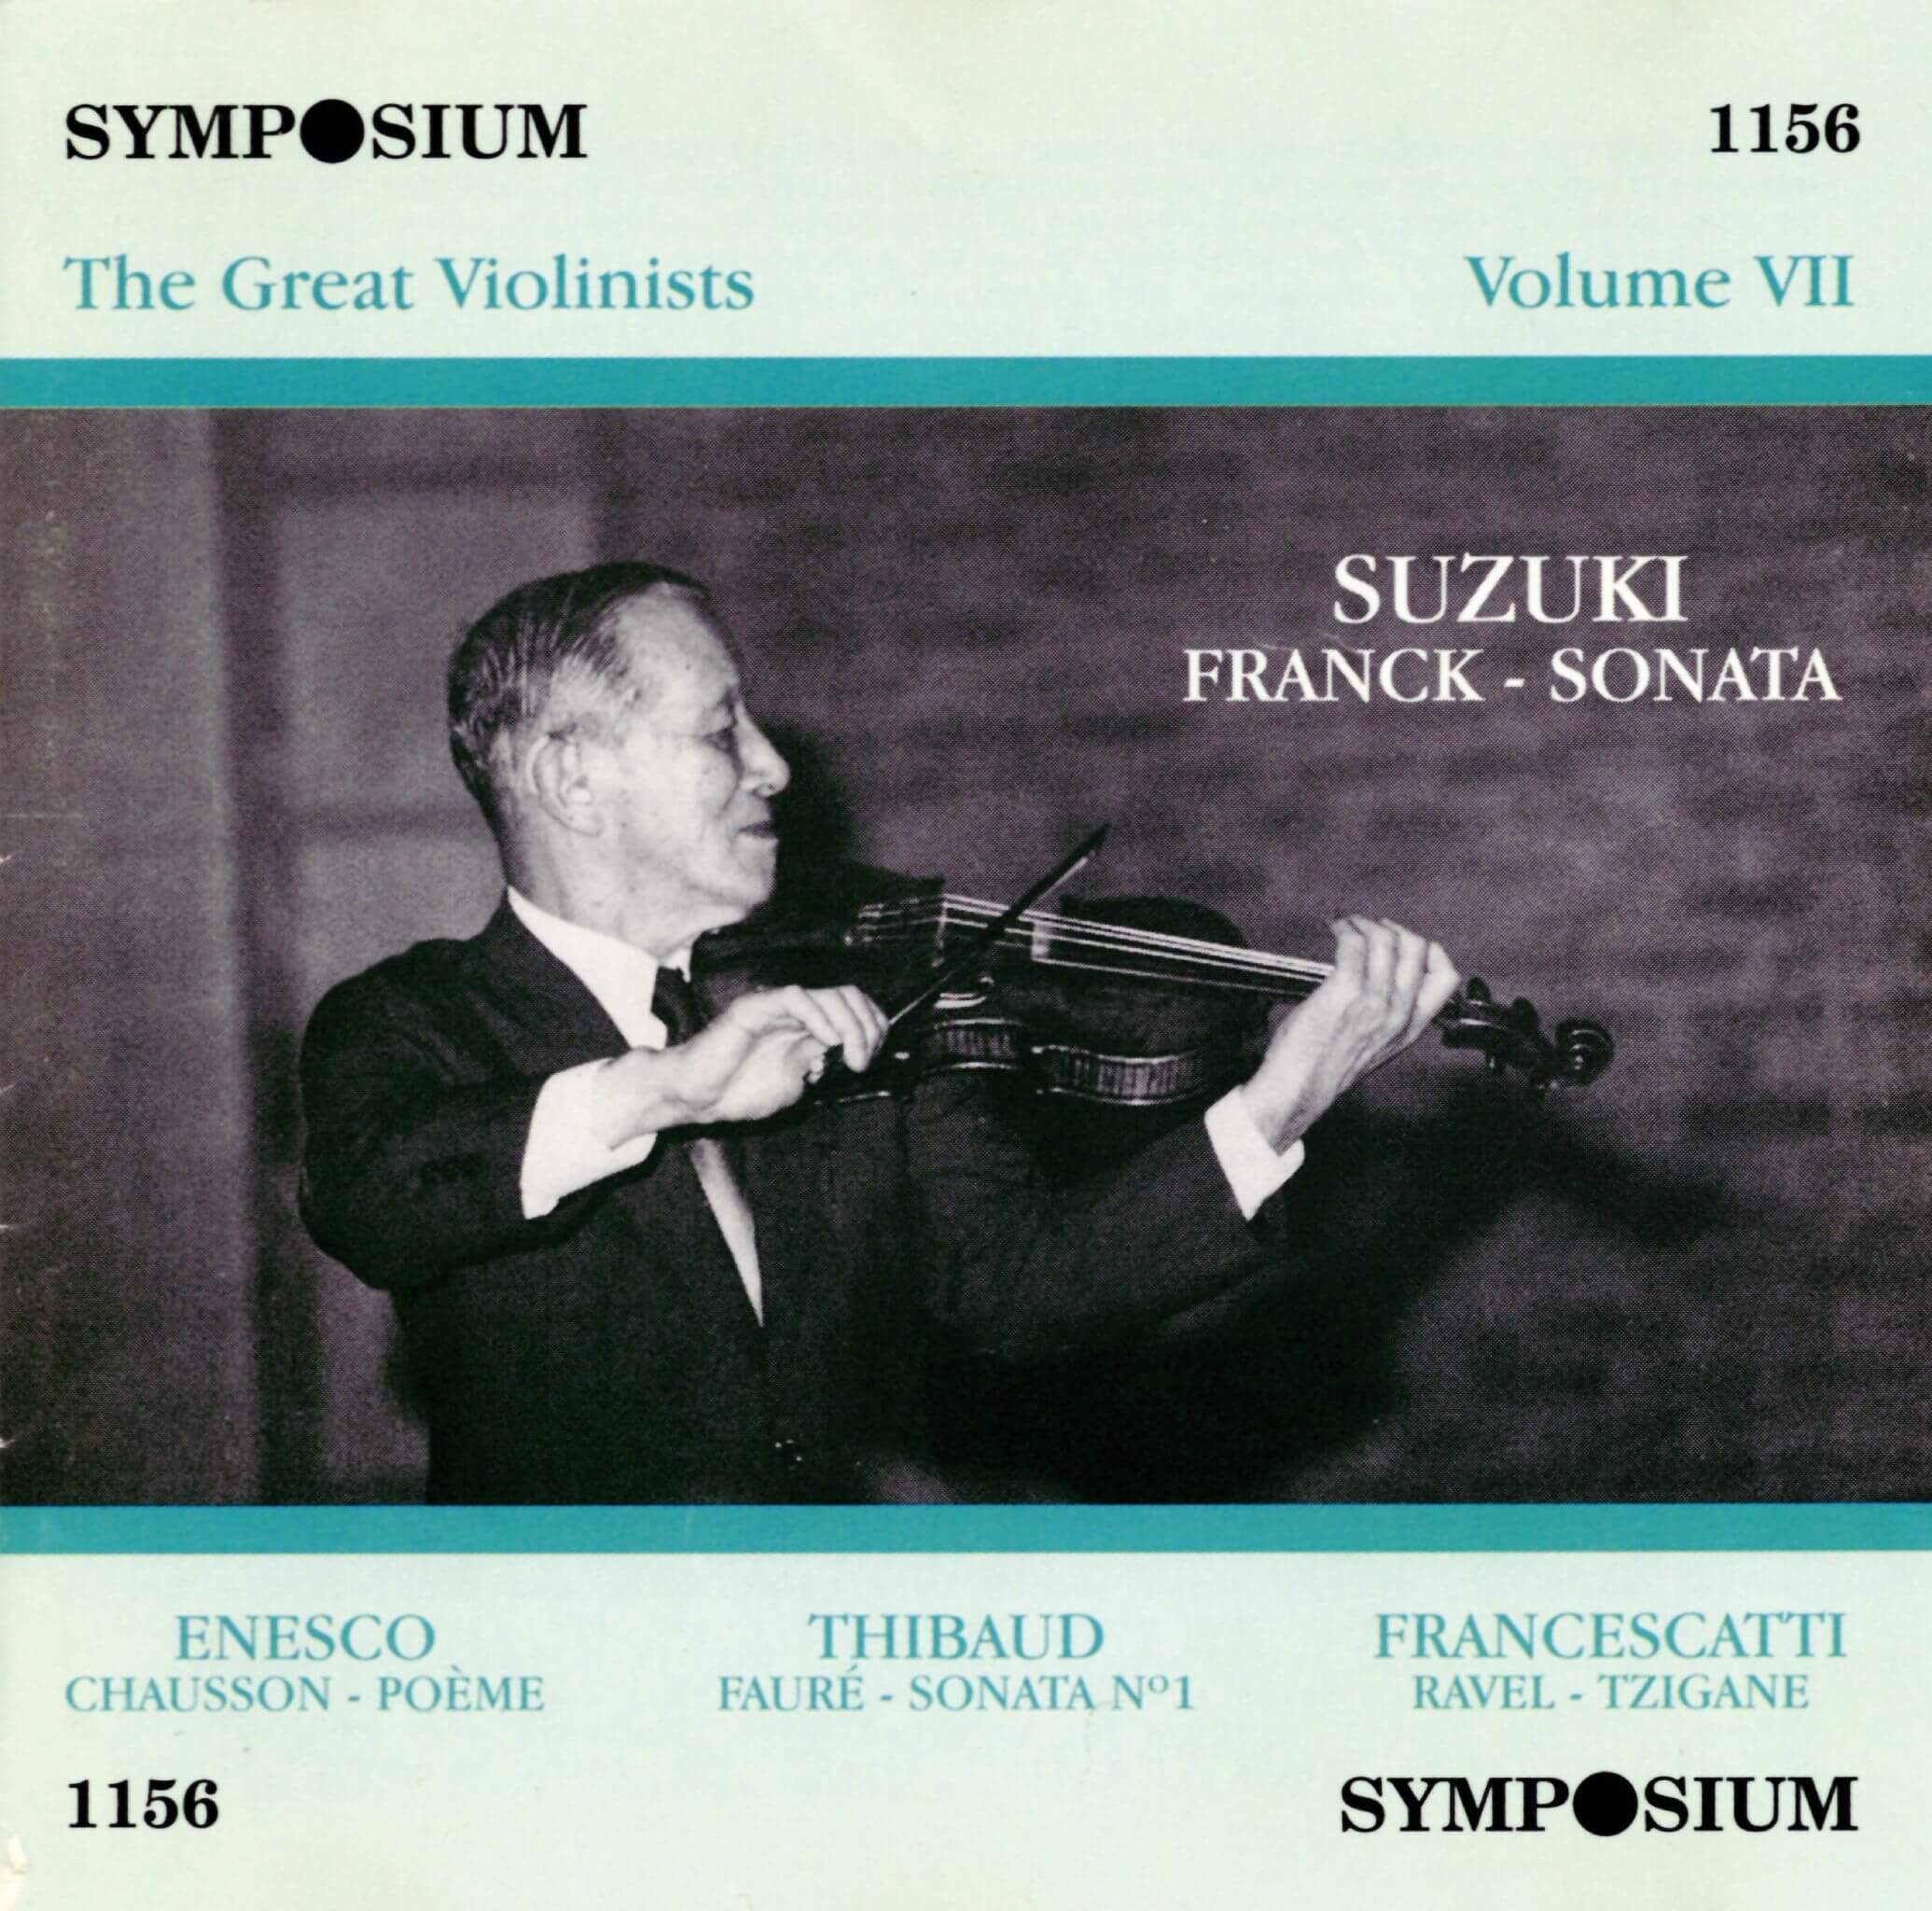 SYMPOSIUM 1156
The Great Violinists Volume VII
SUZUKI
FRANCK - SONATA
ENESCO THIBAUD FRANCESCATTI
CHAUSSON - POÈME FAURÉ - SONATA Nº1 RAVEL - TZIGANE
1156 SYMPOSIUM